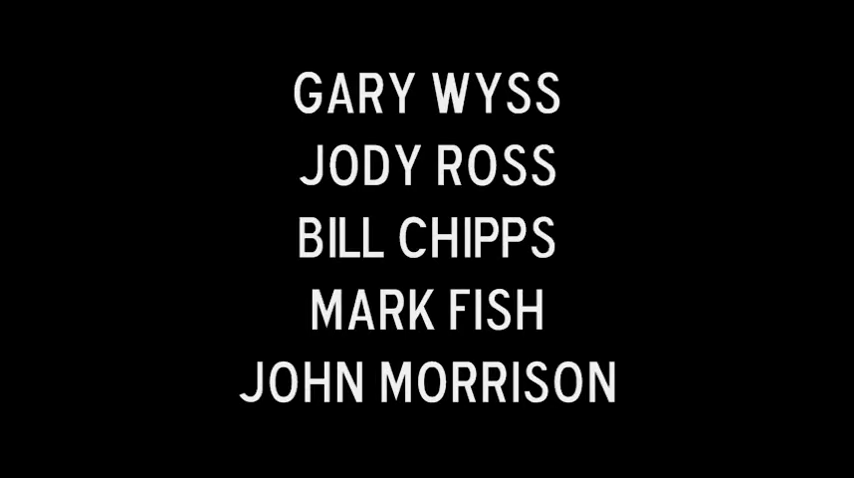 GARY WYSS
JODY ROSS
BILL CHIPPS
MARK FISH
JOHN MORRISON